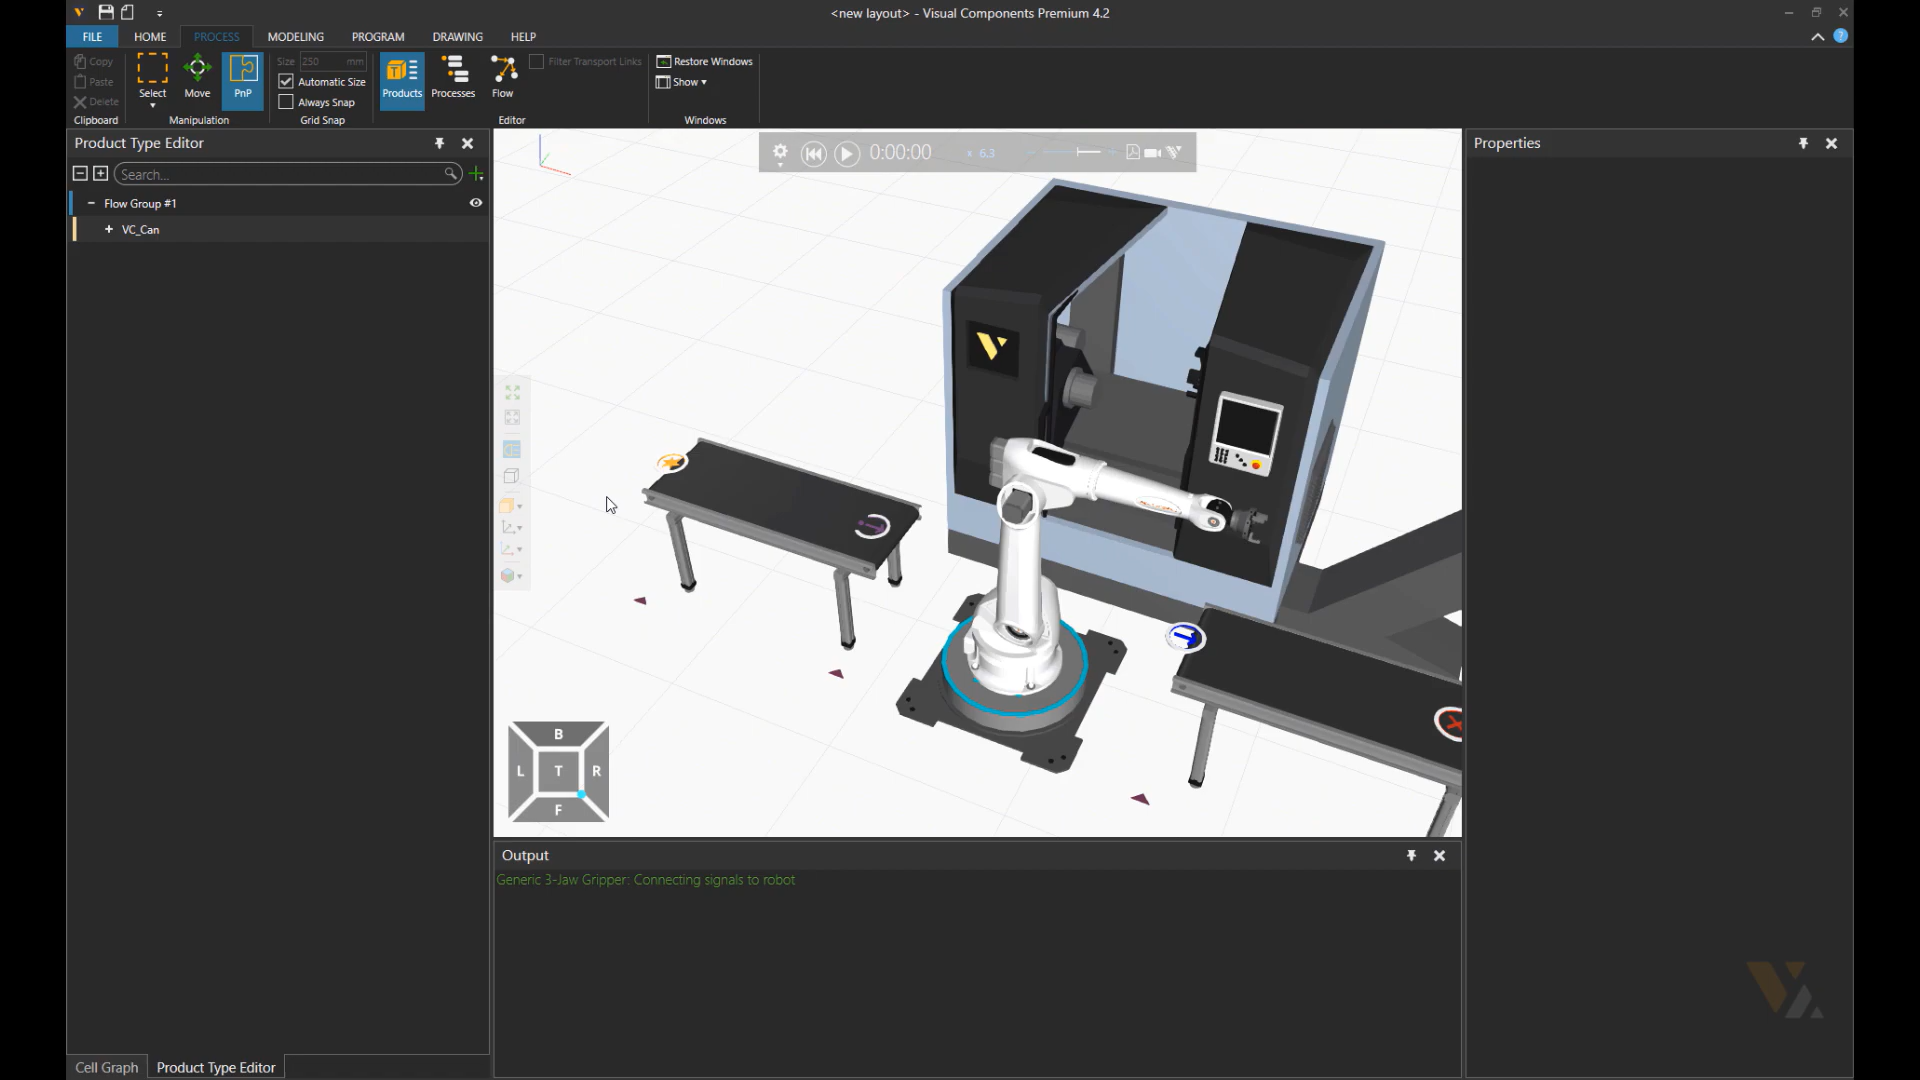 <new layout> - Visual Components Premium 4.2
FILE
HOME
PROCESS
MODELING
PROGRAM
DRAWING
HELP
Copy
Paste
Delete
Clipboard
Select
Move
PnP
Manipulation
Size
250
mm
Automatic Size
Always Snap
Grid Snap
Products
Processes
Flow
Filter Transport Links
Editor
Restore Windows
Show
Windows
Product Type Editor
Search...
Flow Group #1
VC_Can
0:00:00
x 6.3
B
L
T
R
F
Properties
Output
Generic 3-Jaw Gripper: Connecting signals to robot
Cell Graph
Product Type Editor